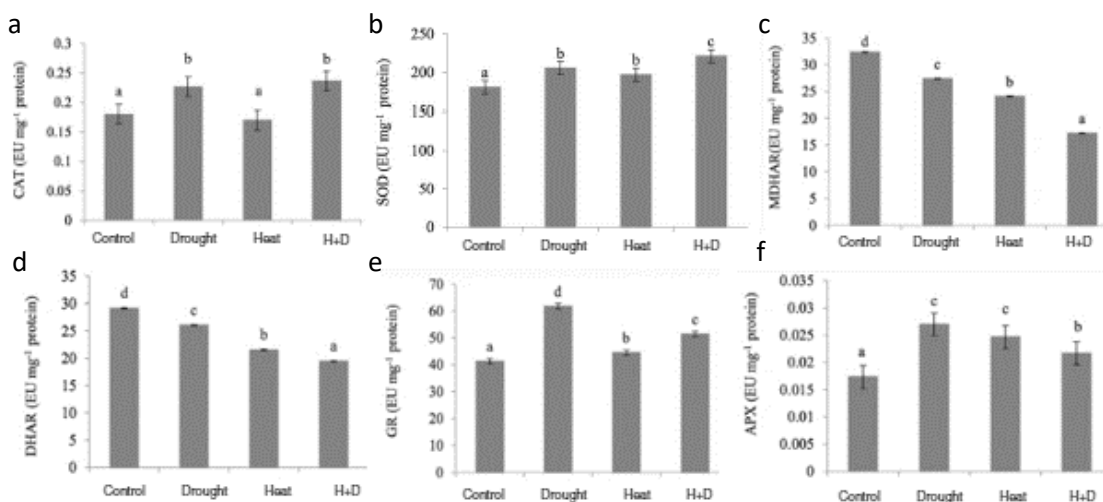 a
CAT (EU mg⁻¹ protein)
0.3
0.25
0.2
0.15
0.1
0.05
0
a
b
a
b
Control Drought Heat H+D
b
SOD (EU mg⁻¹ protein)
250
200
150
100
50
0
a
b
b
c
Control Drought Heat H+D
c
MDHAR(EU mg⁻¹ protein)
35
30
25
20
15
10
5
0
d
c
b
a
Control Drought Heat H+D
d
DHAR (EU mg⁻¹ protein)
35
30
25
20
15
10
5
0
d
c
b
a
Control Drought Heat H+D
e
GR (EU mg⁻¹ protein)
70
60
50
40
30
20
10
0
a
d
b
c
Control Drought Heat H+D
f
APX (EU mg⁻¹ protein)
0.035
0.03
0.025
0.02
0.015
0.01
0.005
0
a
c
c
b
Control Drought Heat H+D